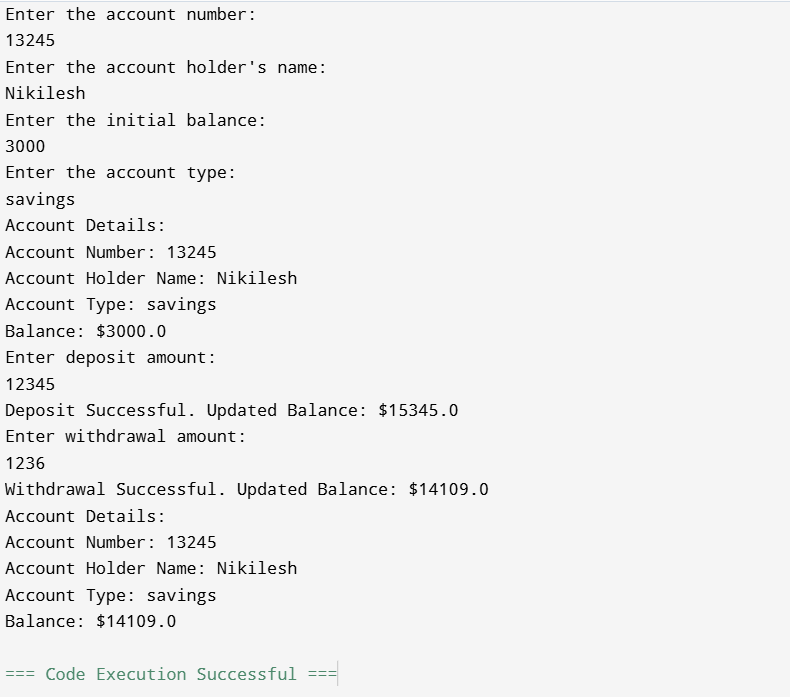 Enter the account number:
13245
Enter the account holder's name:
Nikilesh
Enter the initial balance:
3000
Enter the account type:
savings
Account Details:
Account Number: 13245
Account Holder Name: Nikilesh
Account Type: savings
Balance: $3000.0
Enter deposit amount:
12345
Deposit Successful. Updated Balance: $15345.0
Enter withdrawal amount:
1236
Withdrawal Successful. Updated Balance: $14109.0
Account Details:
Account Number: 13245
Account Holder Name: Nikilesh
Account Type: savings
Balance: $14109.0
=== Code Execution Successful ===